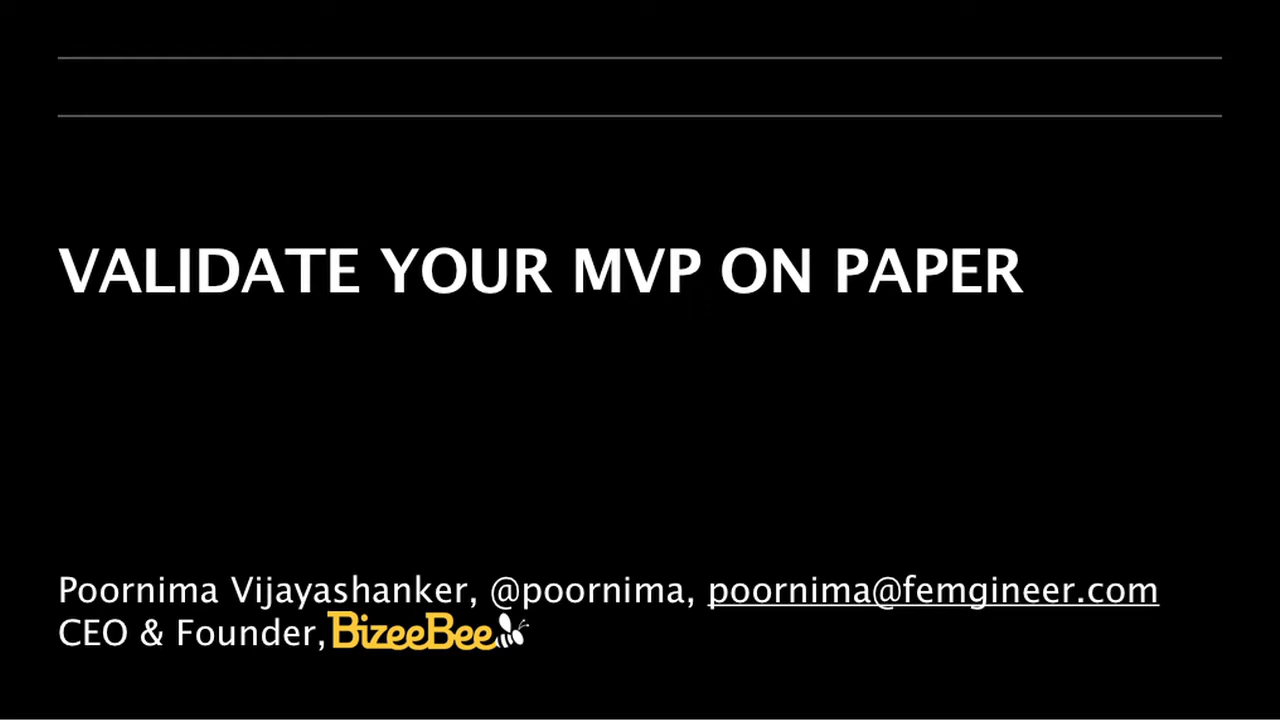 VALIDATE YOUR MVP ON PAPER
Poornima Vijayashanker, @poornima, poornima@femgineer.com
CEO & Founder, BizeeBee